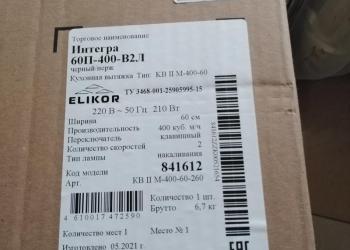 Торговое наименование
Интегра
60П-400-В2Л
черный/нерж
Кухонная вытяжка Тип: КВ II М-400-60
ELIKOR
ТУ 3468-001-25905995-15
220 В ~ 50 Гц 210 Вт
Ширина 60 см
Производительность 400 куб. м/ч
Переключатель клавишный
Количество скоростей 2
Тип лампы накаливания
Код модели 841612
Арт. КВ II М-400-60-260
Количество 1 шт.
Брутто 6,7 кг
4 610017 472590
Количество мест 1 Место № 1
Изготовлено 05.2021 г.
EAC